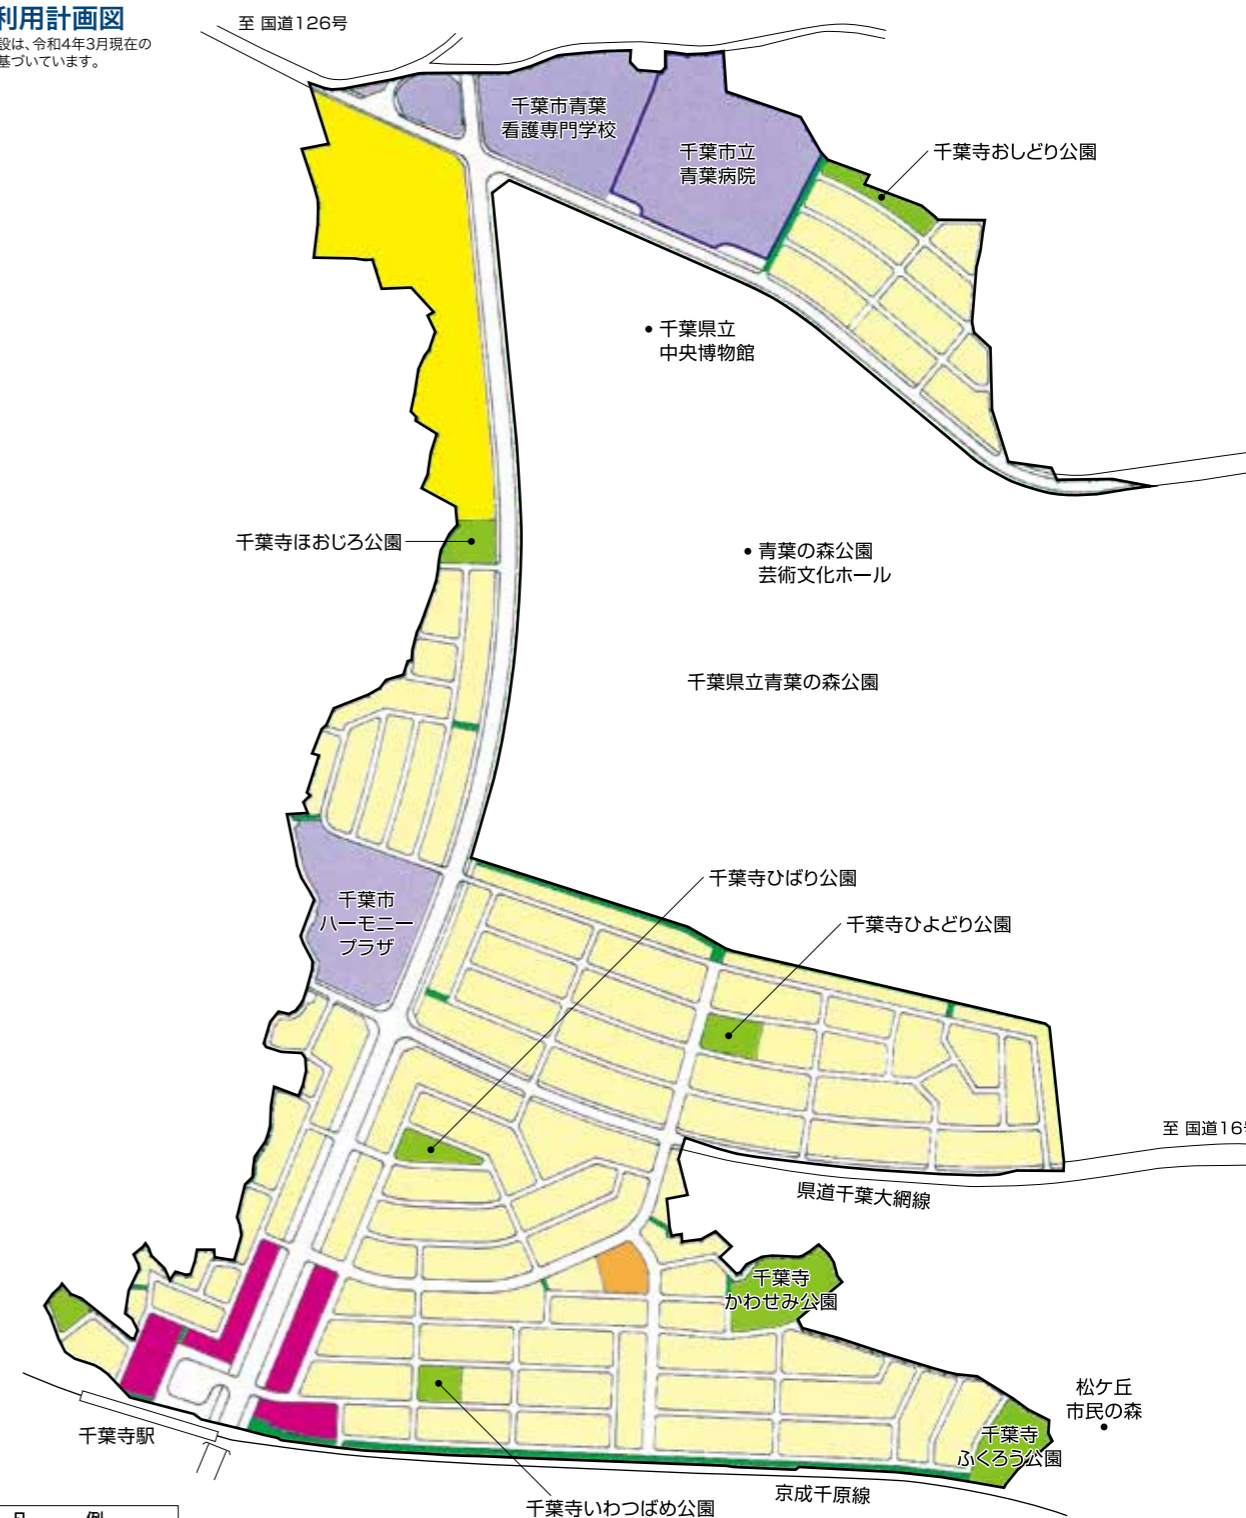 利用計画図
設は、令和4年3月現在の
基づいています。
至 国道126号
千葉市青葉
看護専門学校
千葉市立
青葉病院
千葉寺おしどり公園
千葉県立
中央博物館
千葉寺ほおじろ公園
青葉の森公園
芸術文化ホール
千葉県立青葉の森公園
千葉寺ひばり公園
千葉市
ハーモニー
プラザ
千葉寺ひよどり公園
至 国道16号
県道千葉大網線
千葉寺
かわせみ公園
松ケ丘
市民の森
千葉寺駅
千葉寺
ふくろう公園
京成千原線
千葉寺いわつばめ公園
凡 例